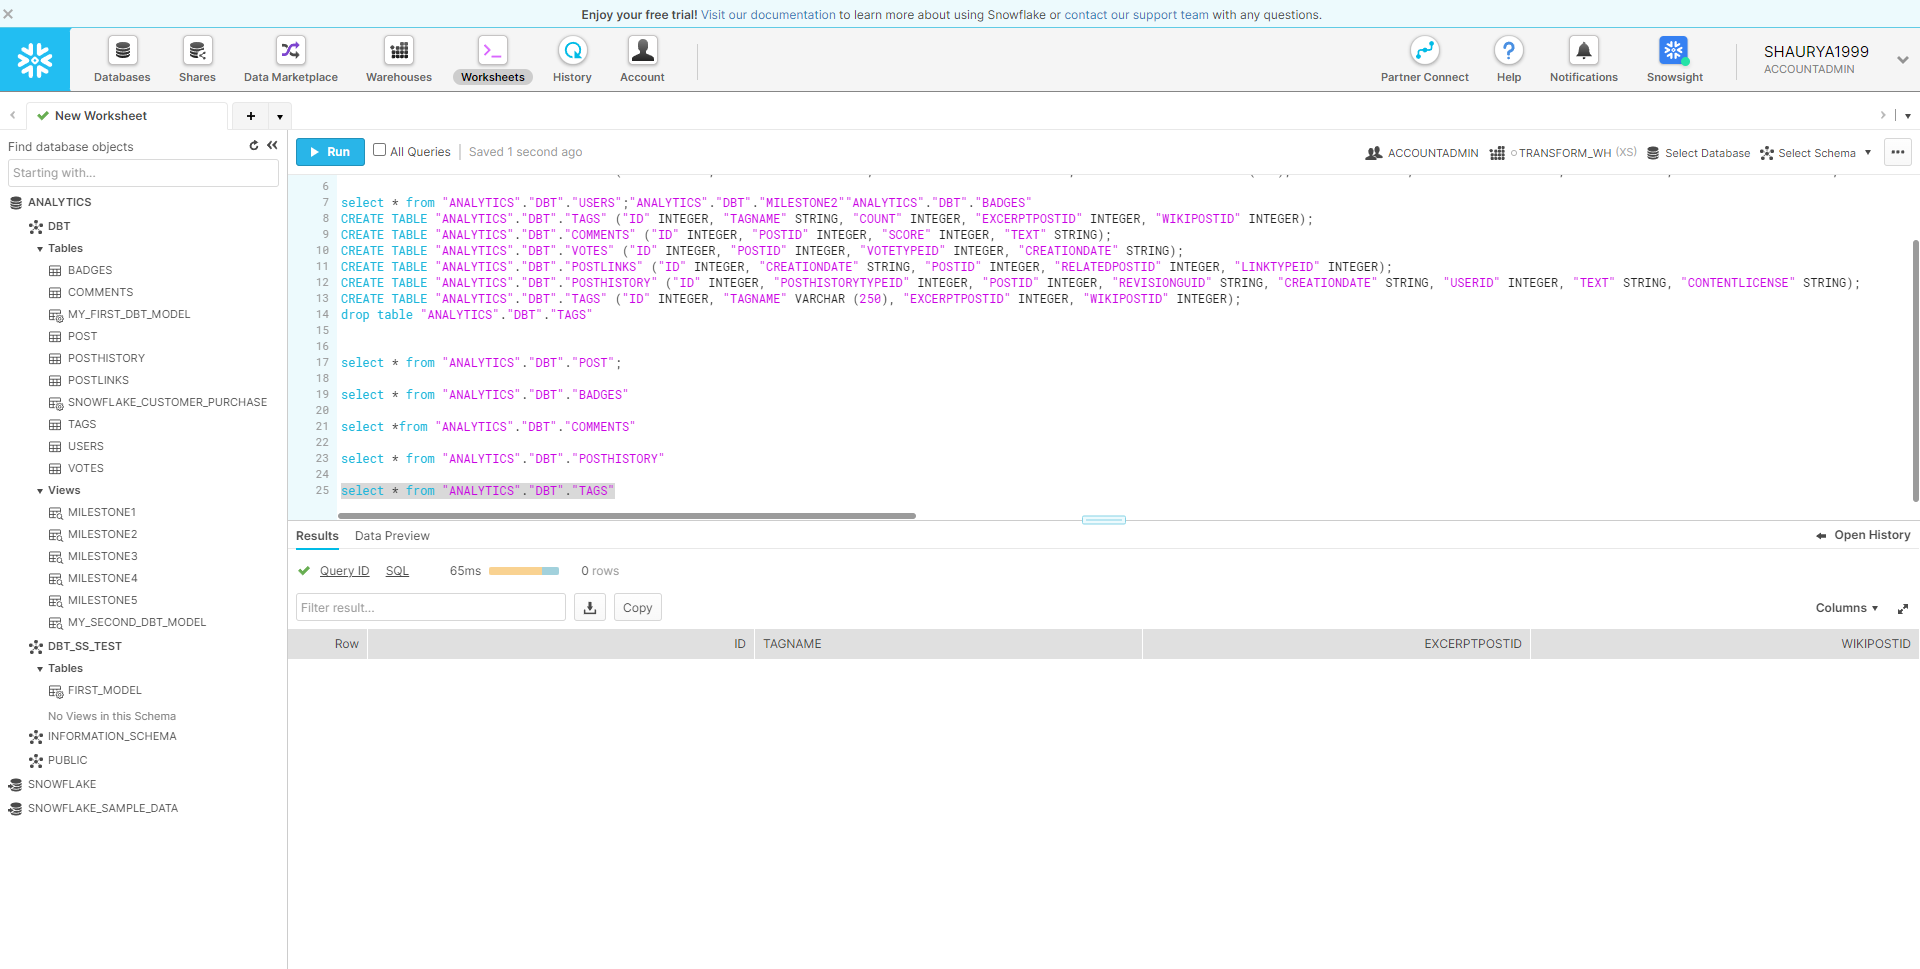 Enjoy your free trial! Visit our documentation to learn more about using Snowflake or contact our support team with any questions.
Databases
Shares
Data Marketplace
Warehouses
Worksheets
History
Account
Partner Connect
Help
Notifications
Snowsight
SHAURYA1999
ACCOUNTADMIN
New Worksheet
Find database objects
Starting with...
ANALYTICS
DBT
Tables
BADGES
COMMENTS
MY_FIRST_DBT_MODEL
POST
POSTHISTORY
POSTLINKS
SNOWFLAKE_CUSTOMER_PURCHASE
TAGS
USERS
VOTES
Views
MILESTONE1
MILESTONE2
MILESTONE3
MILESTONE4
MILESTONE5
MY_SECOND_DBT_MODEL
DBT_SS_TEST
Tables
FIRST_MODEL
No Views in this Schema
INFORMATION_SCHEMA
PUBLIC
SNOWFLAKE
SNOWFLAKE_SAMPLE_DATA
Run All Queries Saved 1 second ago
ACCOUNTADMIN TRANSFORM_WH (XS) Select Database Select Schema
6
7 select * from "ANALYTICS"."DBT"."USERS";"ANALYTICS"."DBT"."MILESTONE2""ANALYTICS"."DBT"."BADGES"
8 CREATE TABLE "ANALYTICS"."DBT"."TAGS" ("ID" INTEGER, "TAGNAME" STRING, "COUNT" INTEGER, "EXCERPTPOSTID" INTEGER, "WIKIPOSTID" INTEGER);
9 CREATE TABLE "ANALYTICS"."DBT"."COMMENTS" ("ID" INTEGER, "POSTID" INTEGER, "SCORE" INTEGER, "TEXT" STRING);
10 CREATE TABLE "ANALYTICS"."DBT"."VOTES" ("ID" INTEGER, "POSTID" INTEGER, "VOTETYPEID" INTEGER, "CREATIONDATE" STRING);
11 CREATE TABLE "ANALYTICS"."DBT"."POSTLINKS" ("ID" INTEGER, "CREATIONDATE" STRING, "POSTID" INTEGER, "RELATEDPOSTID" INTEGER, "LINKTYPEID" INTEGER);
12 CREATE TABLE "ANALYTICS"."DBT"."POSTHISTORY" ("ID" INTEGER, "POSTHISTORYTYPEID" INTEGER, "POSTID" INTEGER, "REVISIONGUID" STRING, "CREATIONDATE" STRING, "USERID" INTEGER, "TEXT" STRING, "CONTENTLICENSE" STRING);
13 CREATE TABLE "ANALYTICS"."DBT"."TAGS" ("ID" INTEGER, "TAGNAME" VARCHAR (250), "EXCERPTPOSTID" INTEGER, "WIKIPOSTID" INTEGER);
14 drop table "ANALYTICS"."DBT"."TAGS"
15
16
17 select * from "ANALYTICS"."DBT"."POST";
18
19 select * from "ANALYTICS"."DBT"."BADGES"
20
21 select *from "ANALYTICS"."DBT"."COMMENTS"
22
23 select * from "ANALYTICS"."DBT"."POSTHISTORY"
24
25 select * from "ANALYTICS"."DBT"."TAGS"
Results Data Preview
Open History
Query ID SQL 65ms 0 rows
Filter result...
Copy
Columns
Row ID TAGNAME EXCERPTPOSTID WIKIPOSTID